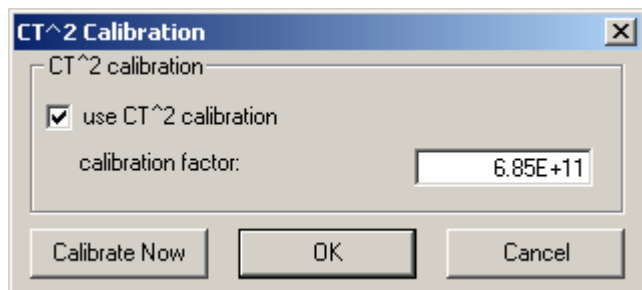 CT^2 Calibration
CT^2 calibration
use CT^2 calibration
calibration factor: 6.85E+11
Calibrate Now OK Cancel